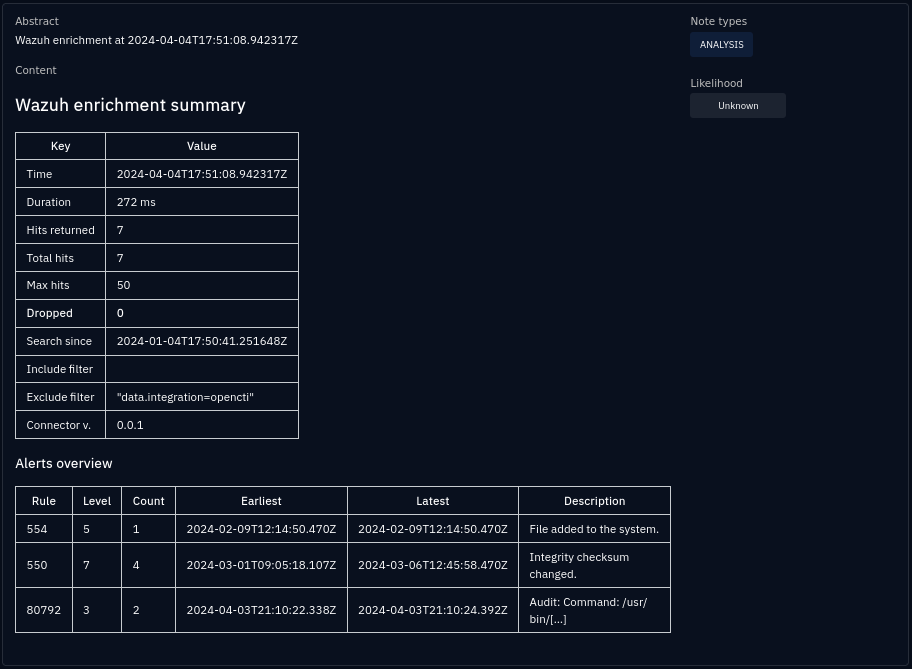 Abstract
Wazuh enrichment at 2024-04-04T17:51:08.942317Z
Content
Wazuh enrichment summary
Key Value
Time 2024-04-04T17:51:08.942317Z
Duration 272 ms
Hits returned 7
Total hits 7
Max hits 50
Dropped 0
Search since 2024-01-04T17:50:41.251648Z
Include filter
Exclude filter "data.integration=opencti"
Connector v. 0.0.1
Alerts overview
Rule Level Count Earliest Latest Description
554 5 1 2024-02-09T12:14:50.470Z 2024-02-09T12:14:50.470Z File added to the system.
550 7 4 2024-03-01T09:05:18.107Z 2024-03-06T12:45:58.470Z Integrity checksum
changed.
80792 3 2 2024-04-03T21:10:22.338Z 2024-04-03T21:10:24.392Z Audit: Command: /usr/
bin/[...]
Note types
ANALYSIS
Likelihood
Unknown